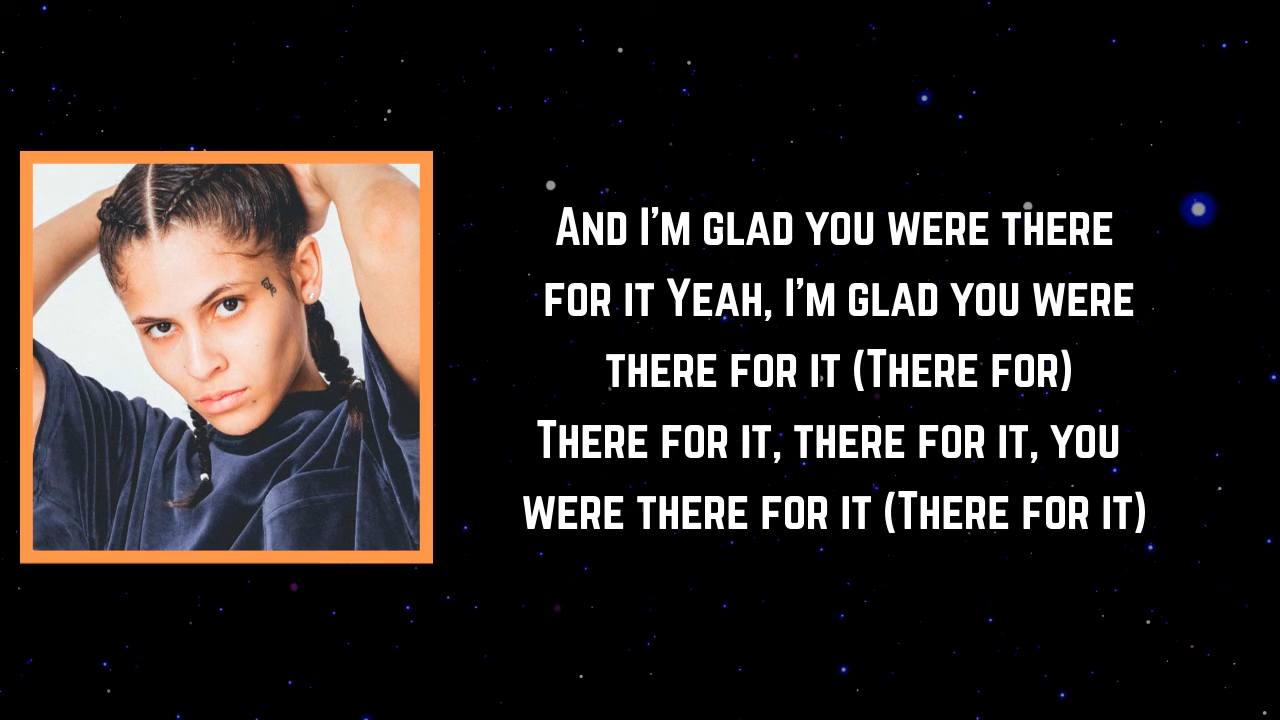 And I'm glad you were there
for it Yeah, I'm glad you were
there for it (There for)
There for it, there for it, you
were there for it (There for it)